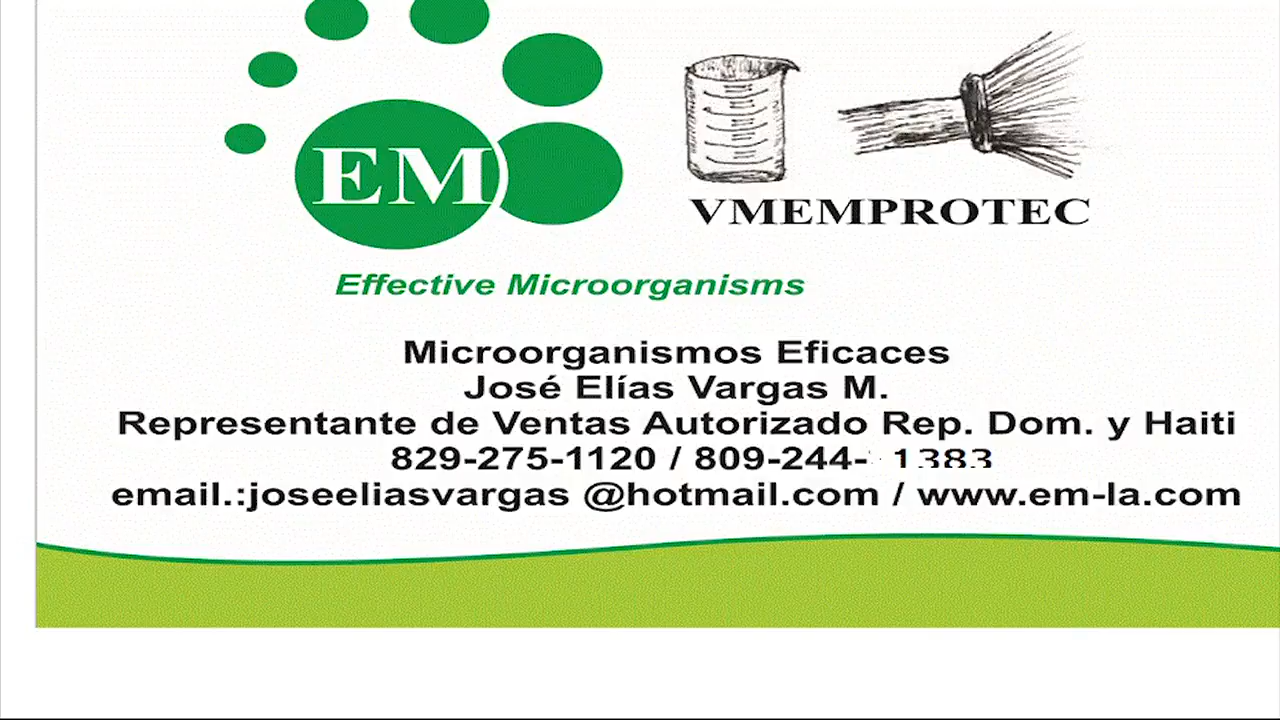 EM
VMEMPROTEC
Effective Microorganisms
Microorganismos Eficaces
José Elías Vargas M.
Representante de Ventas Autorizado Rep. Dom. y Haiti
829-275-1120 / 809-244- 1383
email.:joseeliasvargas @hotmail.com / www.em-la.com